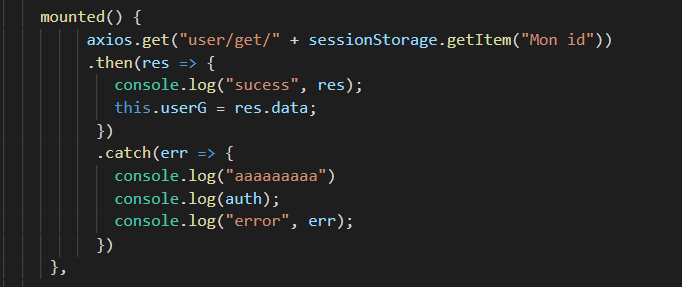 mounted() {
axios.get("user/get/" + sessionStorage.getItem("Mon id"))
.then(res => {
console.log("sucess", res);
this.userG = res.data;
})
.catch(err => {
console.log("aaaaaaaaa")
console.log(auth);
console.log("error", err);
})
},